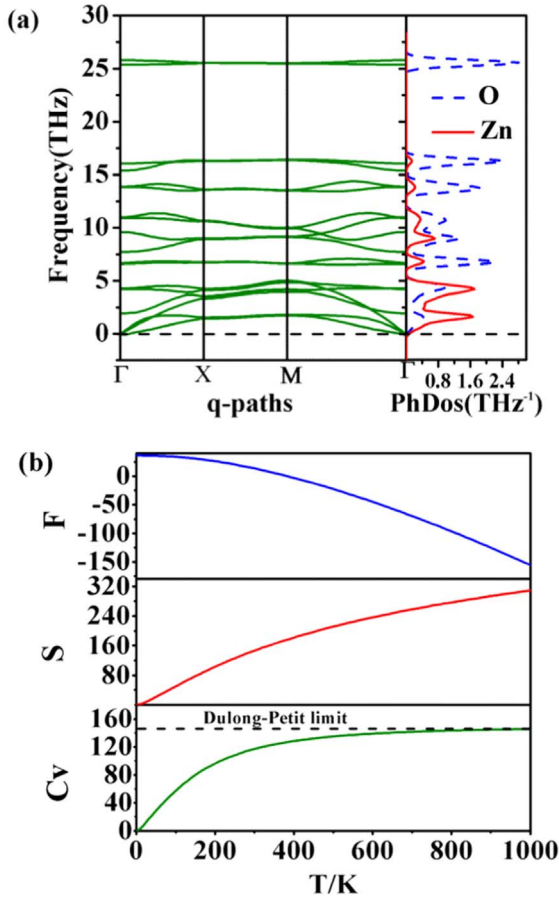 (a)
30
25
20
15
10
5
0
Frequency(THz)
Γ X M Γ
q-paths
O
Zn
0.8 1.6 2.4
PhDos(THz⁻¹)
(b)
0
-50
-100
-150
F
320
240
160
80
S
160
120
80
40
0
Cv
Dulong-Petit limit
0 200 400 600 800 1000
T/K